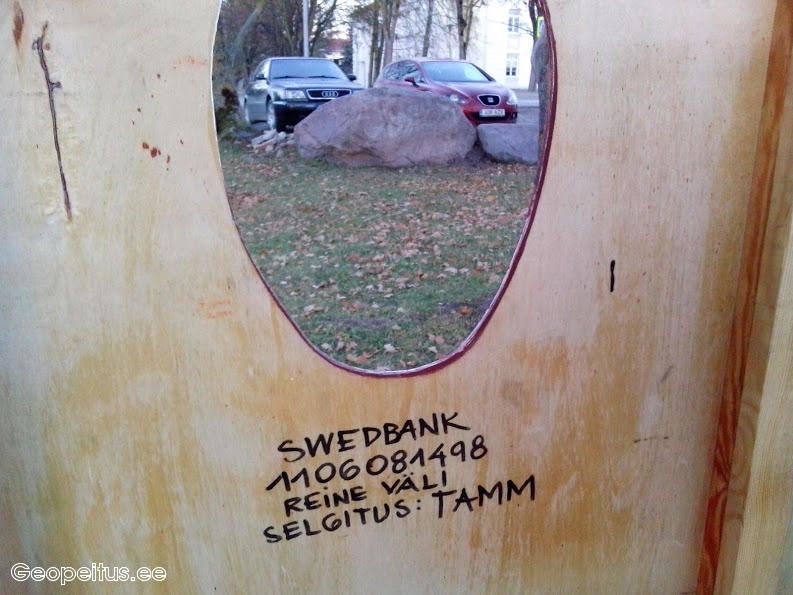 SWEDBANK
1106081498
REINE VÄLI
SELGITUS: TAMM
Geopeitus.ee